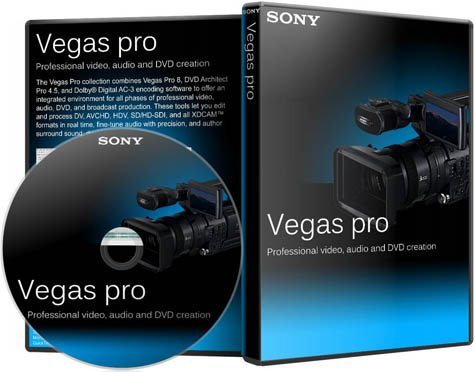 Vegas pro
Professional video, audio and DVD creation
The Vegas Pro collection combines Vegas Pro 8, DVD Architect
Pro 4.5, and Dolby® Digital AC-3 encoding software to offer an
integrated environment for all phases of professional video,
audio, DVD, and broadcast production. These tools let you edit
and process DV, AVCHD, HDV, SD/HD-SDI, and all XDCAM™
formats in real time, fine-tune audio with precision, and author
surround sound,
SONY
Vegas pro
Professional video, audio and DVD creation
Vegas pro
SONY
Vegas pro
Professional video, audio and DVD creation